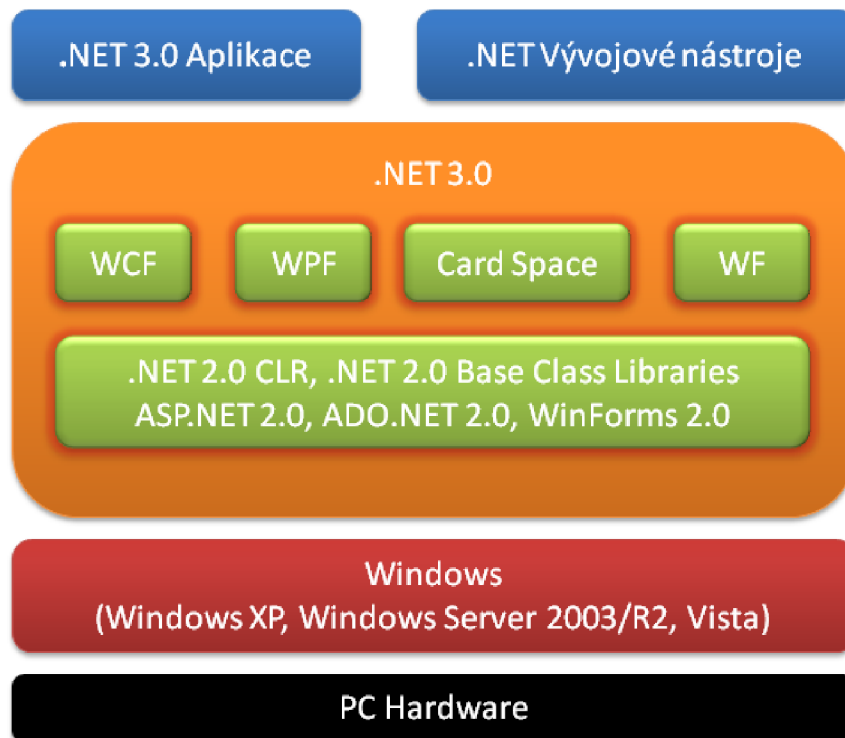 .NET 3.0 Aplikace
.NET Vývojové nástroje
.NET 3.0
WCF
WPF
Card Space
WF
.NET 2.0 CLR, .NET 2.0 Base Class Libraries
ASP.NET 2.0, ADO.NET 2.0, WinForms 2.0
Windows
(Windows XP, Windows Server 2003/R2, Vista)
PC Hardware